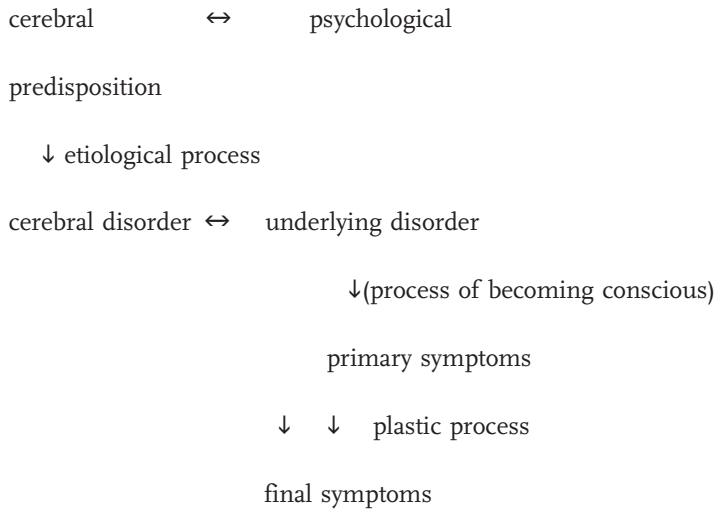 cerebral ↔ psychological
predisposition
↓ etiological process
cerebral disorder ↔ underlying disorder
↓(process of becoming conscious)
primary symptoms
↓ ↓ plastic process
final symptoms